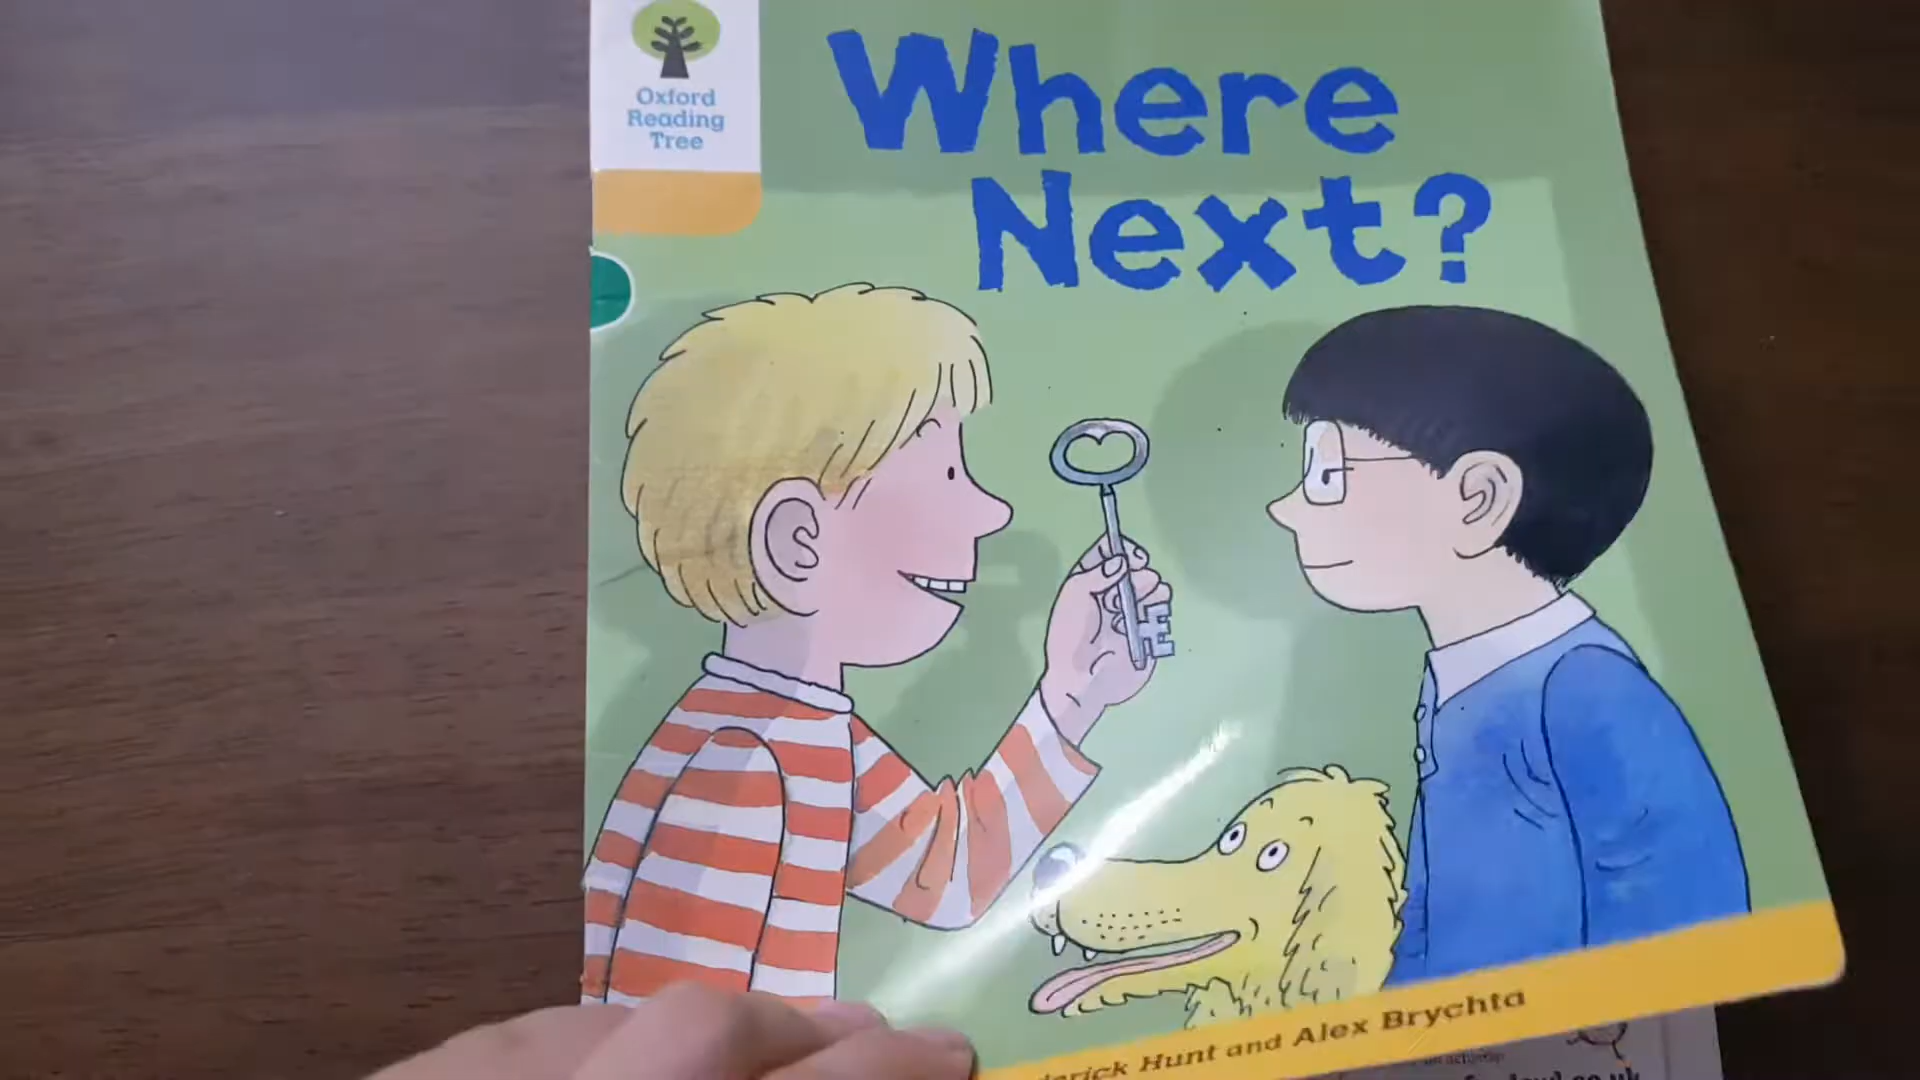 Oxford
Reading
Tree
Where
Next?
Hunt and Alex Brychta